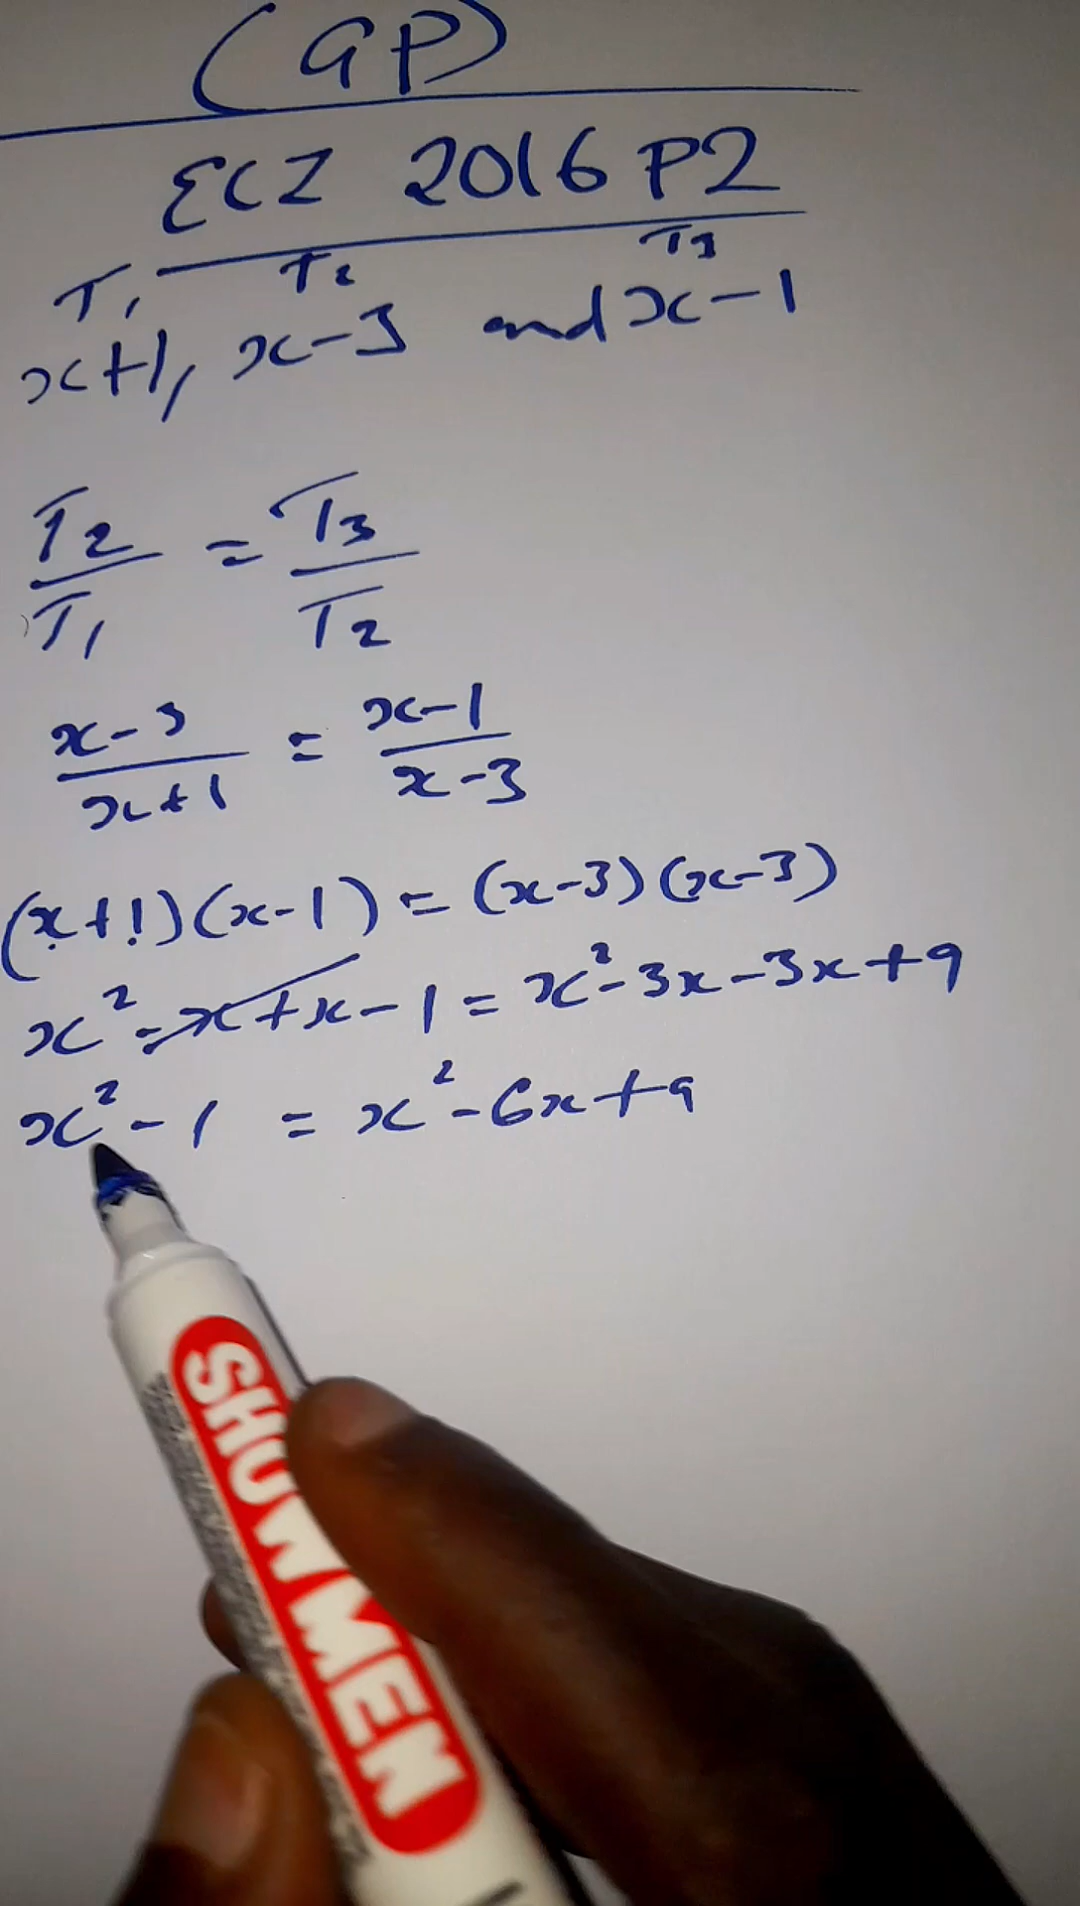 (GP)
ECZ 2016 P2
T₁ T₂ T₃
x+1, x-3 and x-1
T₂/T₁ = T₃/T₂
x-3/x+1 = x-1/x-3
(x+1)(x-1) = (x-3)(x-3)
x²-x+x-1 = x²-3x-3x+9
x²-1 = x²-6x+9
SHOWMEN